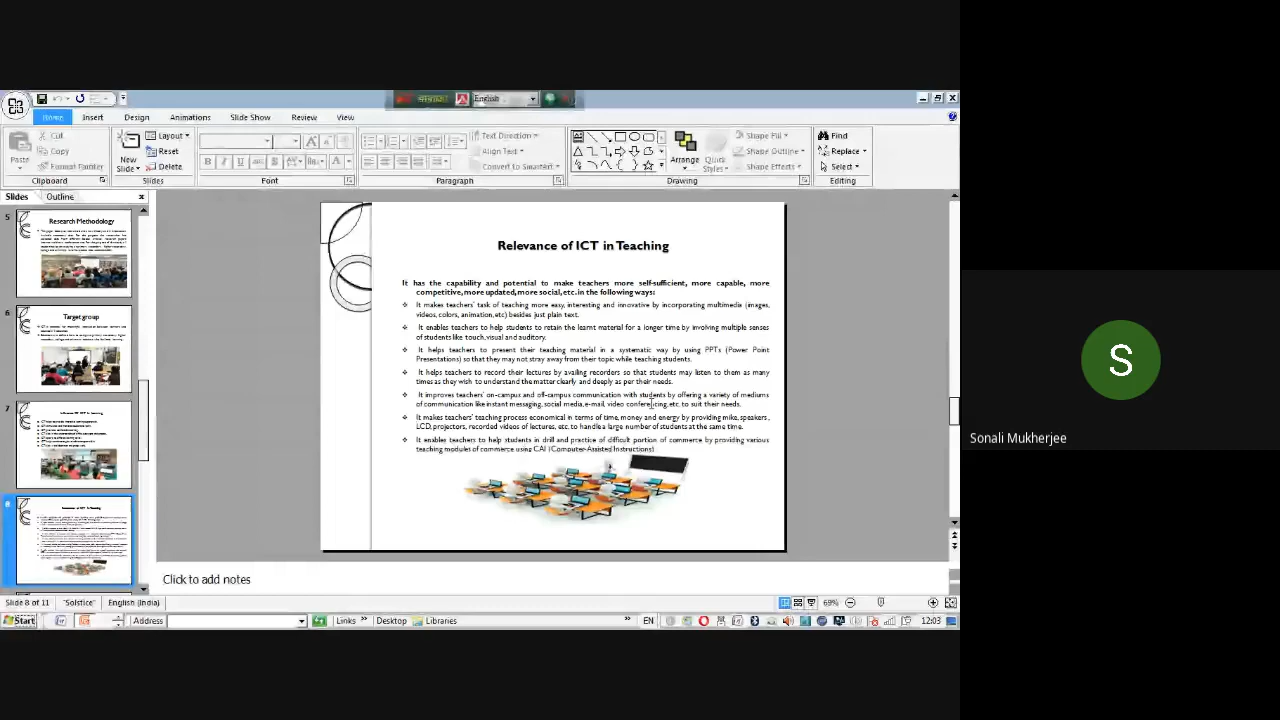 English
Home Insert Design Animations Slide Show Review View
Cut
Copy
Format Painter
Paste
Clipboard
New Slide
Layout
Reset
Delete
Slides
Font
Text Direction
Align Text
Convert to SmartArt
Paragraph
Arrange
Quick Styles
Shape Fill
Shape Outline
Shape Effects
Drawing
Find
Replace
Select
Editing
Slides Outline
5
Research Methodology
6
Target group
7
8
Relevance of ICT in Teaching
It has the capability and potential to make teachers more self-sufficient, more capable, more
competitive, more updated, more social, etc. in the following ways:
It makes teachers' task of teaching more easy, interesting and innovative by incorporating multimedia (images,
videos, colors, animation, etc) besides just plain text.
It enables teachers to help students to retain the learnt material for a longer time by involving multiple senses
of students like touch, visual and auditory.
It helps teachers to present their teaching material in a systematic way by using PPTs (Power Point
Presentations) so that they may not stray away from their topic while teaching students.
It helps teachers to record their lectures by availing recorders so that students may listen to them as many
times as they wish to understand the matter clearly and deeply as per their needs.
It improves teachers' on-campus and off-campus communication with students by offering a variety of mediums
of communication like instant messaging, social media, e-mail, video conferencing, etc. to suit their needs.
It makes teachers' teaching process economical in terms of time, money and energy by providing mike, speakers,
LCD, projectors, recorded videos of lectures, etc. to handle a large number of students at the same time.
It enables teachers to help students in drill and practice of difficult portion of commerce by providing various
teaching modules of commerce using CAI (Computer-Assisted Instructions)
Click to add notes
Slide 8 of 11 "Solstice" English (India) 69%
Start Address Links Desktop Libraries EN 12:03
S
Sonali Mukherjee